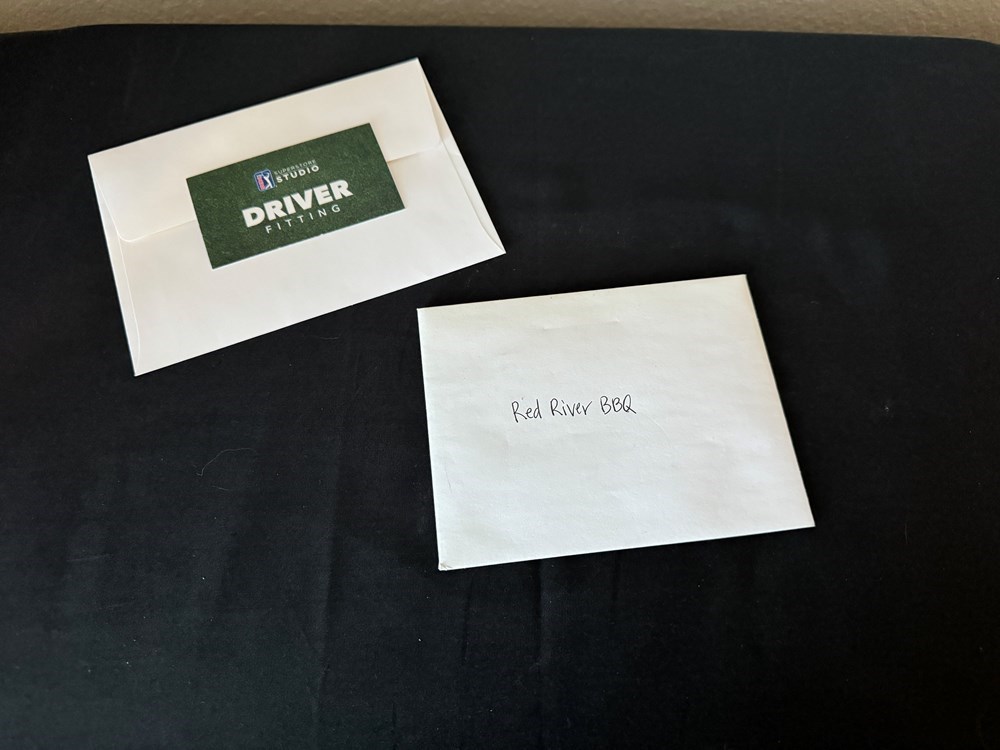 SUPERSTORE
STUDIO
DRIVER
FITTING
Red River BBQ